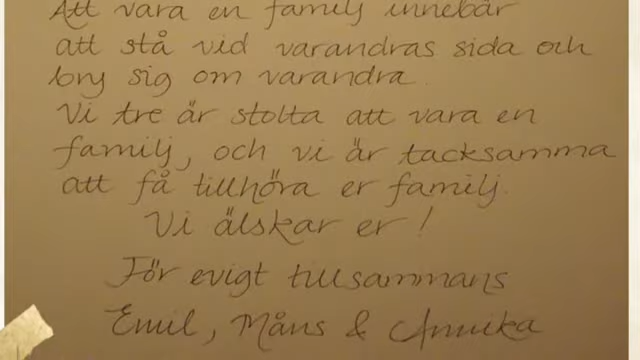 Att vara en familj innebär
att stå vid varandras sida och
bry sig om varandra.
Vi tre är stolta att vara en
familj, och vi är tacksamma
att få tillhöra er familj.
Vi älskar er!
För evigt tillsammans
Emil, Måns & Annika